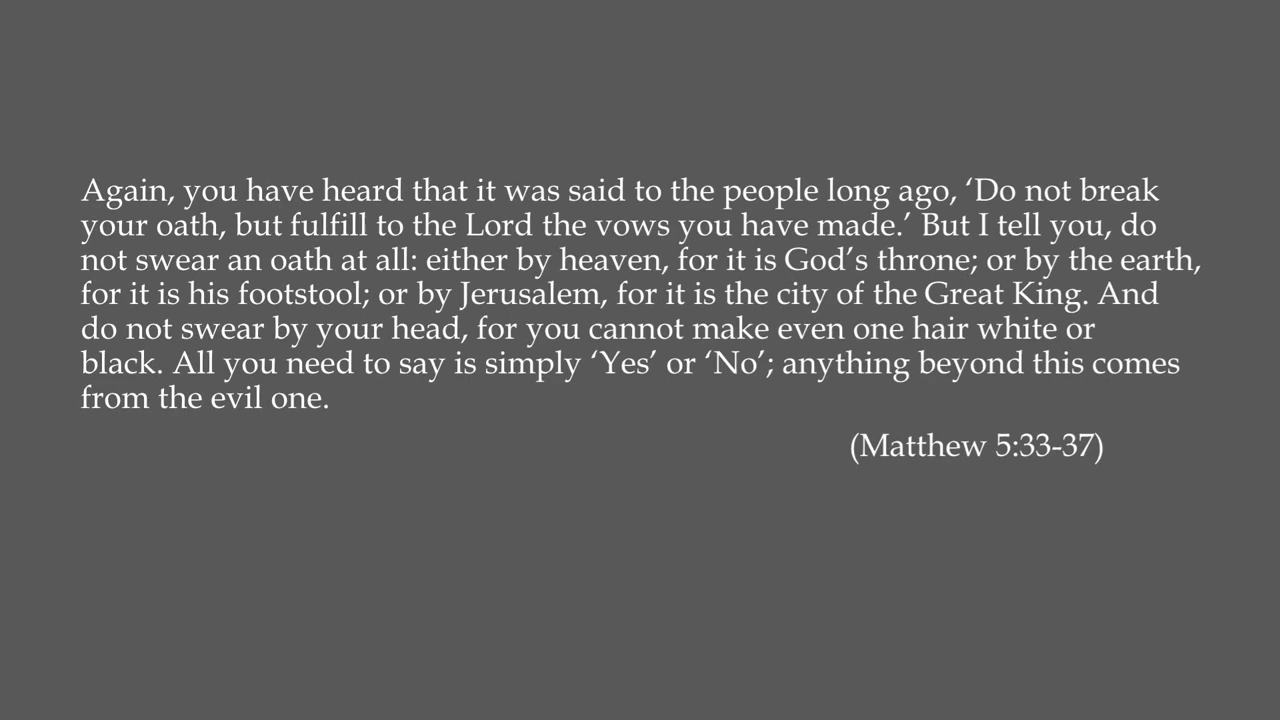 Again, you have heard that it was said to the people long ago, ‘Do not break
your oath, but fulfill to the Lord the vows you have made.’ But I tell you, do
not swear an oath at all: either by heaven, for it is God’s throne; or by the earth,
for it is his footstool; or by Jerusalem, for it is the city of the Great King. And
do not swear by your head, for you cannot make even one hair white or
black. All you need to say is simply ‘Yes’ or ‘No’; anything beyond this comes
from the evil one.
(Matthew 5:33-37)